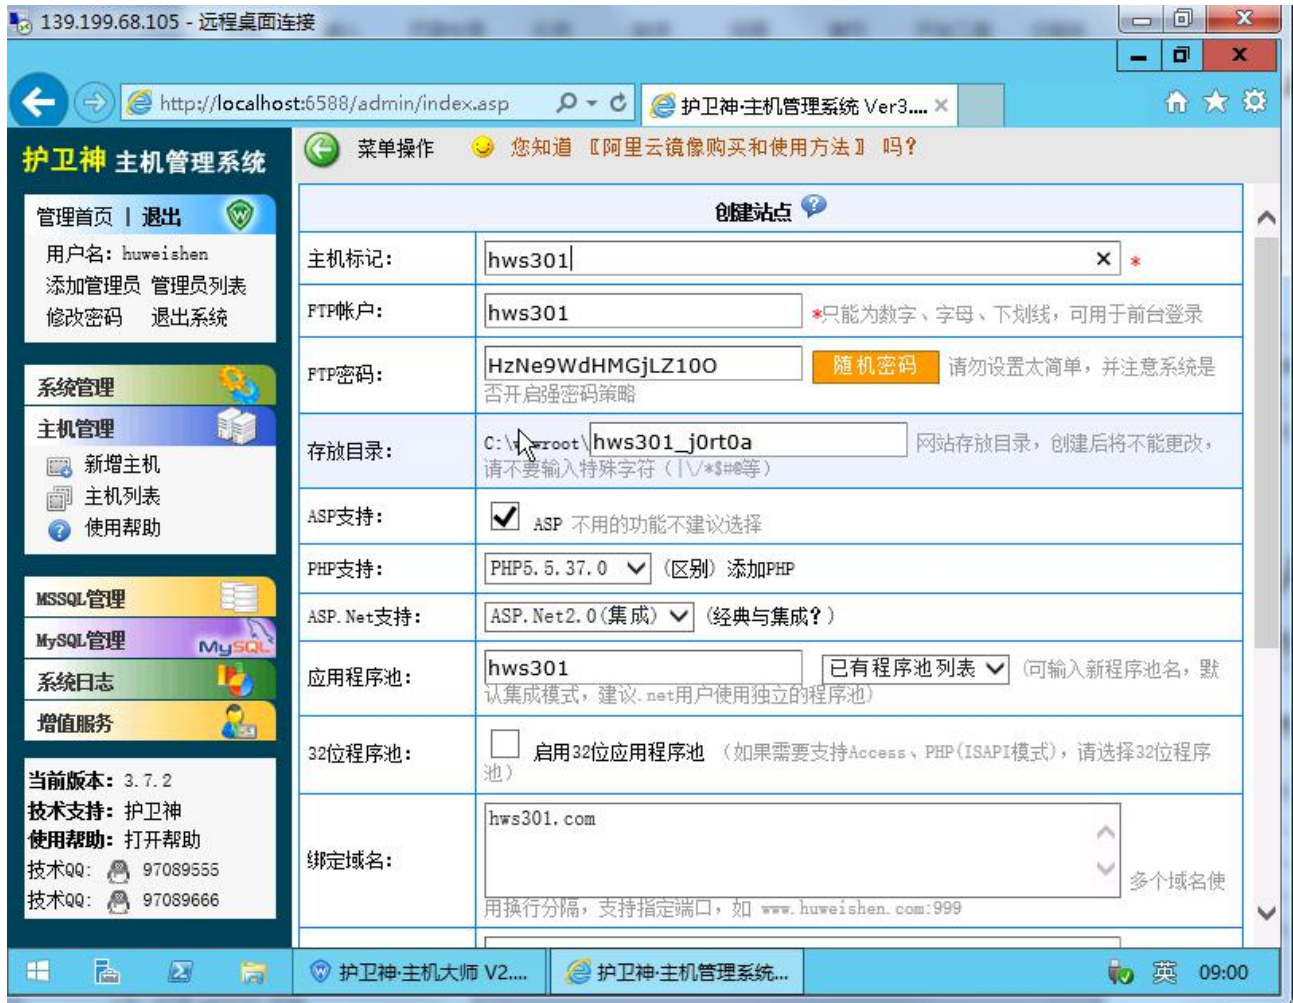 139.199.68.105 - 远程桌面连接
http://localhost:6588/admin/index.asp
护卫神·主机管理系统 Ver3....
护卫神 主机管理系统
菜单操作
您知道〖阿里云镜像购买和使用方法〗吗?
管理首页 | 退出
用户名: huweishen
添加管理员 管理员列表
修改密码 退出系统
系统管理
主机管理
新增主机
主机列表
使用帮助
MSSQL管理
MySQL管理
MySQL
系统日志
增值服务
当前版本: 3.7.2
技术支持: 护卫神
使用帮助: 打开帮助
技术QQ: 97089555
技术QQ: 97089666
创建站点
主机标记: hws301 *
FTP帐户: hws301 *只能为数字、字母、下划线，可用于前台登录
FTP密码: HzNe9WdHMGjLZ10O 随机密码 请勿设置太简单，并注意系统是
否开启强密码策略
存放目录: C:\wwwroot\ hws301_j0rt0a 网站存放目录，创建后将不能更改，
请不要输入特殊字符（|\/*$#@等）
ASP支持: ASP 不用的功能不建议选择
PHP支持: PHP5.5.37.0 (区别) 添加PHP
ASP.Net支持: ASP.Net2.0(集成) (经典与集成?)
应用程序池: hws301 已有程序池列表 (可输入新程序池名，默
认集成模式，建议.net用户使用独立的程序池)
32位程序池: 启用32位应用程序池 （如果需要支持Access、PHP(ISAPI模式)，请选择32位程序
池）
绑定域名: hws301.com
多个域名使
用换行分隔，支持指定端口，如 www.huweishen.com:999
护卫神·主机大师 V2....
护卫神·主机管理系统...
英
09:00